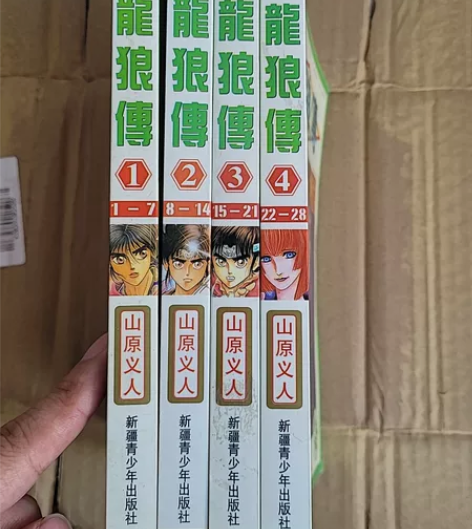 龍狼傳
1
1-7
山原义人
新疆青少年出版社
龍狼傳
2
8-14
山原义人
新疆青少年出版社
龍狼傳
3
15-21
山原义人
新疆青少年出版社
龍狼傳
4
22-28
山原义人
新疆青少年出版社